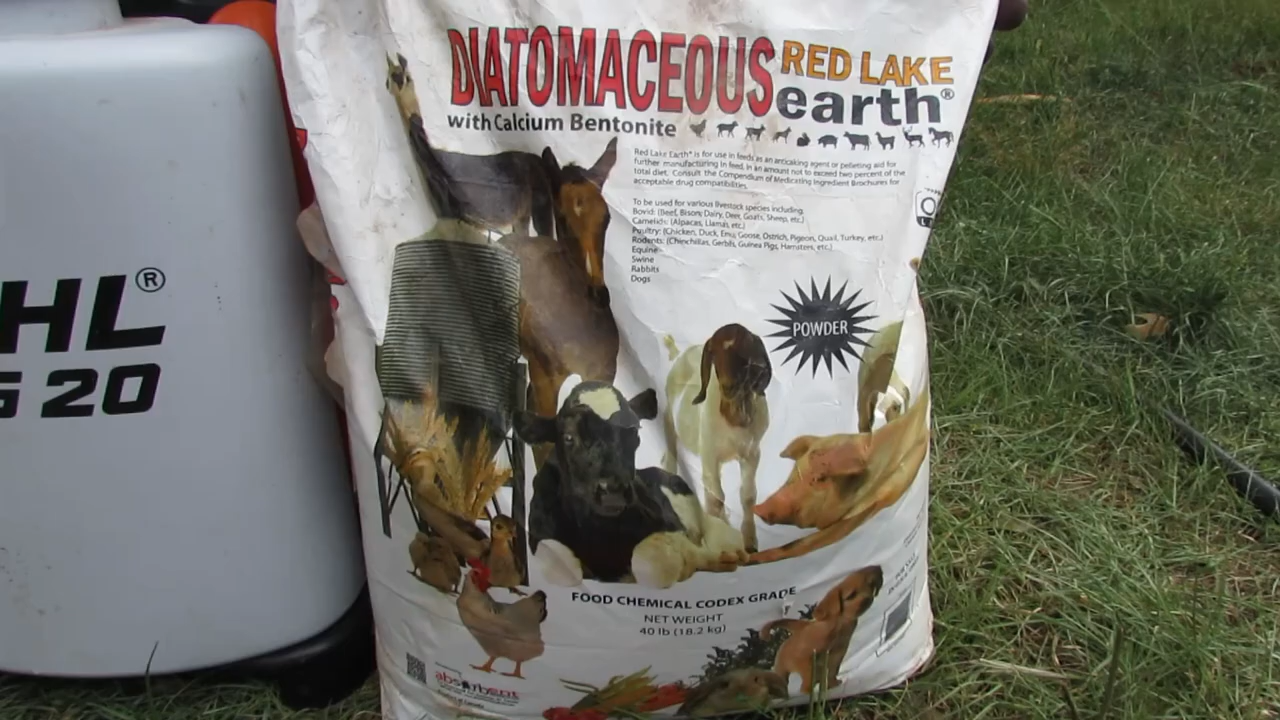 HL®
20
DIATOMACEOUS RED LAKE
earth®
with Calcium Bentonite
Red Lake Earth® is for use in feeds as an anticaking agent or pelleting aid for
further manufacturing in feed, in an amount not to exceed two percent of the
total diet. Consult the Compendium of Medicating Ingredient Brochures for
acceptable drug compatibilities.
To be used for various livestock species including,
Bovid: (Beef, Bison, Dairy, Deer, Goats, Sheep, etc.)
Camelids: (Alpacas, Llamas, etc.)
Poultry: (Chicken, Duck, Emu, Goose, Ostrich, Pigeon, Quail, Turkey, etc.)
Rodents: (Chinchillas, Gerbils, Guinea Pigs, Hamsters, etc.)
Equine
Swine
Rabbits
Dogs
POWDER
FOOD CHEMICAL CODEX GRADE
NET WEIGHT
40 lb (18.2 kg)
absorbent